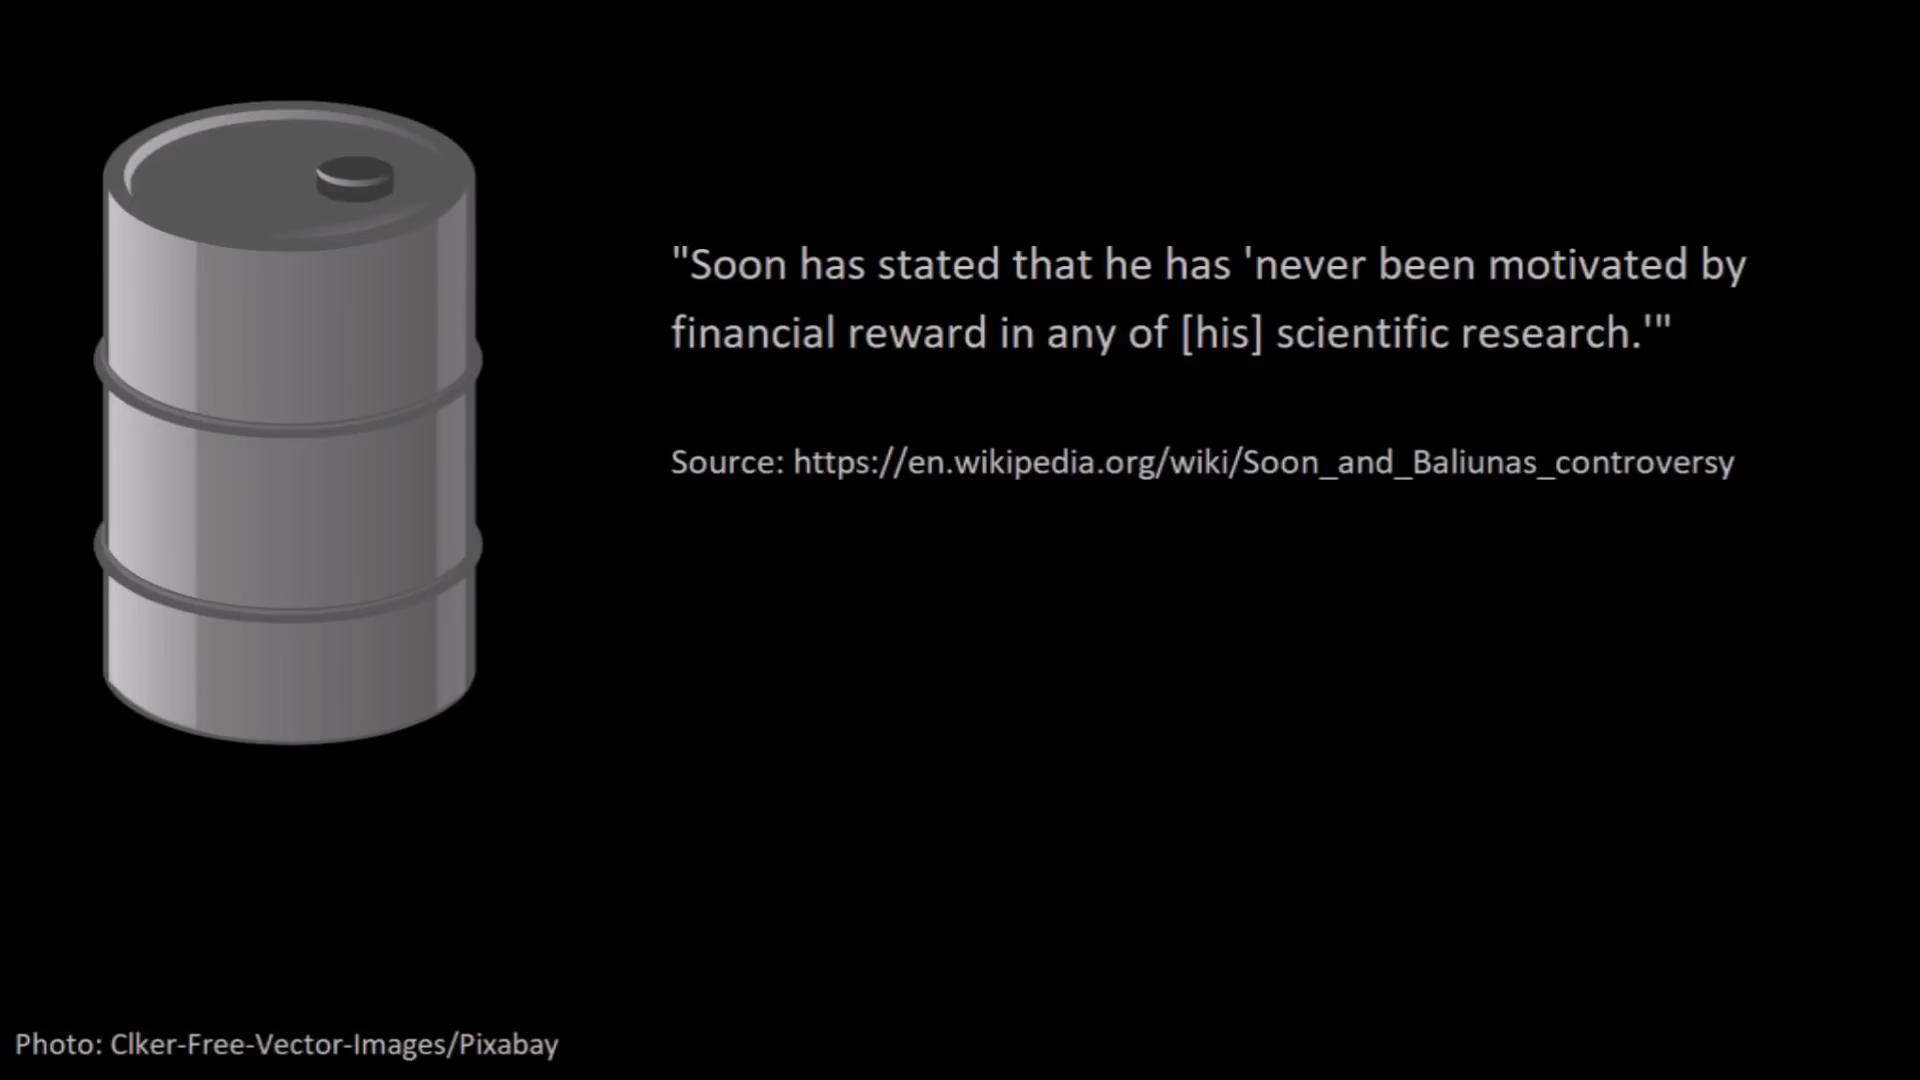 "Soon has stated that he has 'never been motivated by
financial reward in any of [his] scientific research.'"
Source: https://en.wikipedia.org/wiki/Soon_and_Baliunas_controversy
Photo: Clker-Free-Vector-Images/Pixabay